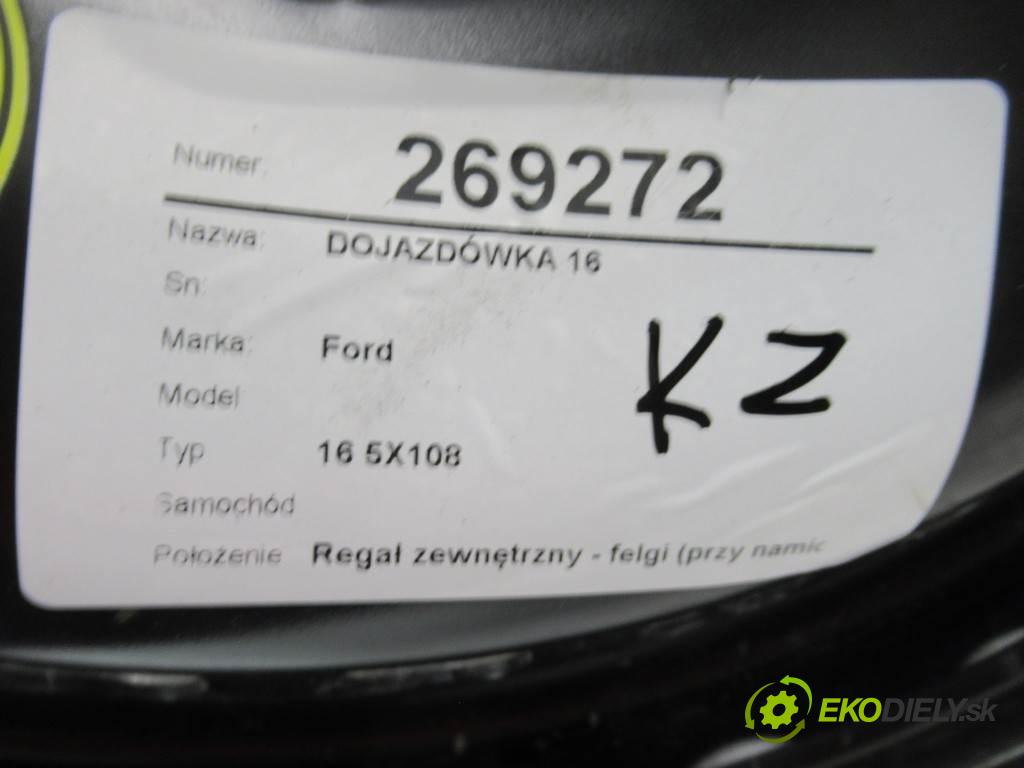 Numer: 269272
Nazwa: DOJAZDÓWKA 16
Sn:
Marka: Ford
Model
Typ 16 5X108
Samochód
Położenie Regał zewnętrzny - felgi (przy namic
KZ
EKODIELY.sk